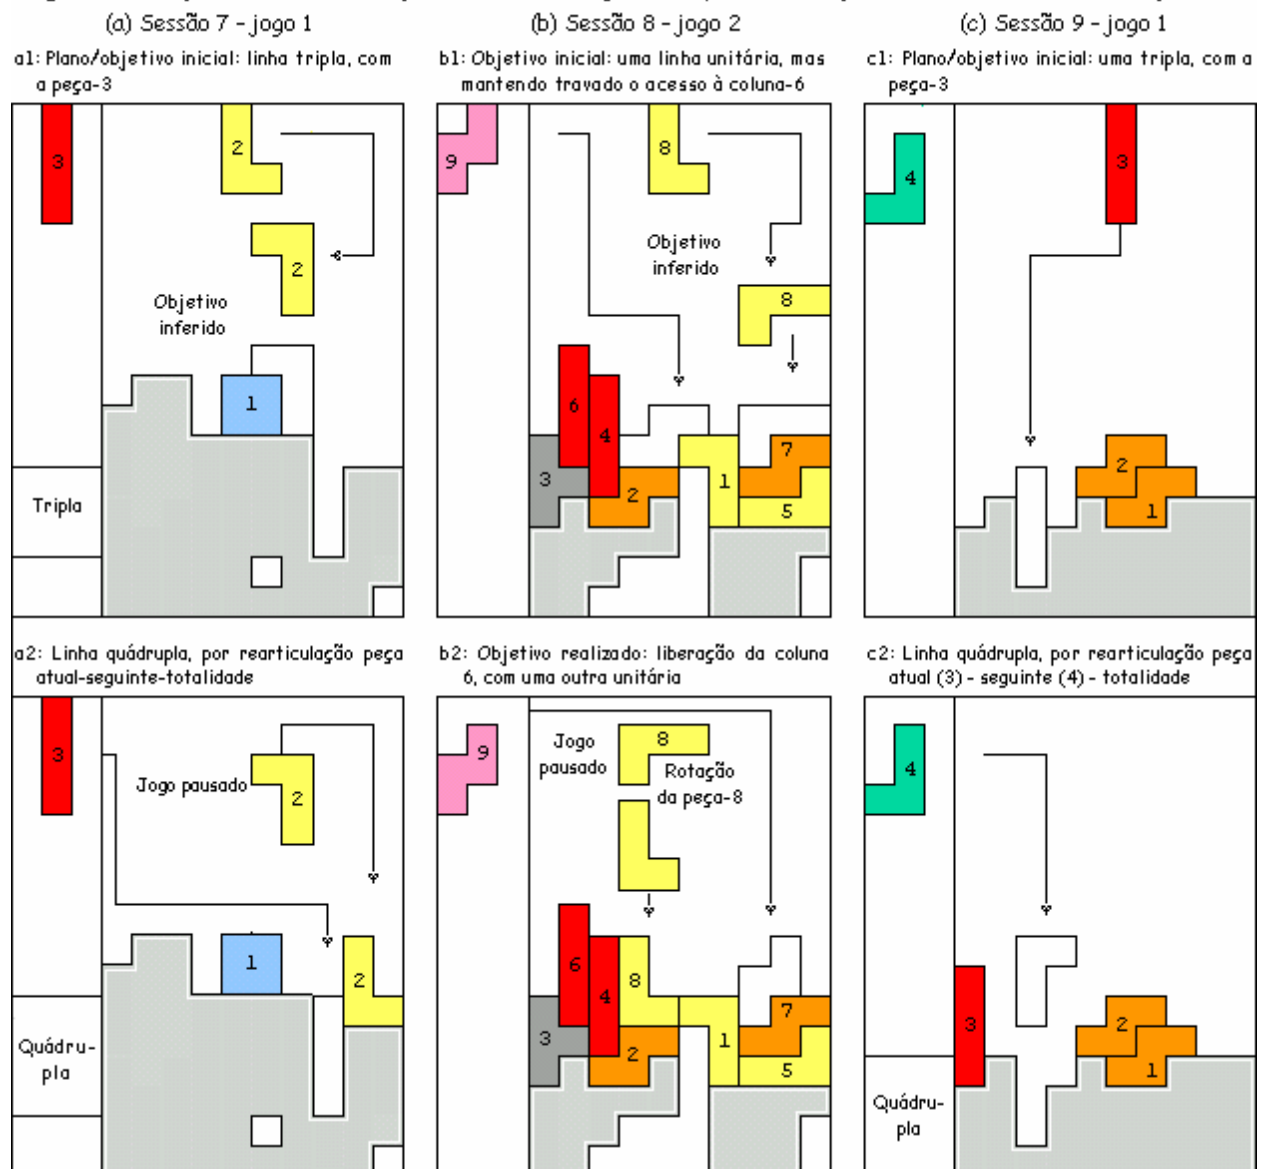 (a) Sessão 7 - jogo 1
(b) Sessão 8 - jogo 2
(c) Sessão 9 - jogo 1
a1: Plano/objetivo inicial: linha tripla, com
a peça-3
b1: Objetivo inicial: uma linha unitária, mas
mantendo travado o acesso à coluna-6
c1: Plano/objetivo inicial: uma tripla, com a
peça-3
3
2
2
Objetivo
inferido
1
Tripla
9
8
Objetivo
inferido
8
6
4
3
2
1
7
5
4
3
2
1
a2: Linha quádrupla, por rearticulação peça
atual-seguinte-totalidade
b2: Objetivo realizado: liberação da coluna
6, com uma outra unitária
c2: Linha quádrupla, por rearticulação peça
atual (3) - seguinte (4) - totalidade
3
Jogo pausado
2
1
2
Quádru-
pla
9
Jogo
pausado
8
Rotação
da peça-8
6
4
8
3
2
1
7
5
4
3
2
1
Quádru-
pla